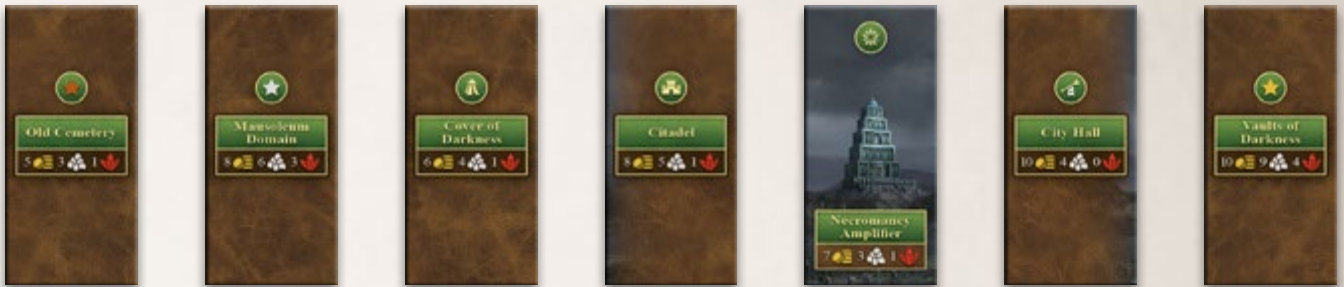 Old Cemetery
5 3 1
Mausoleum
Domain
8 6 3
Cover of
Darkness
6 4 1
Citadel
8 5 1
Necromancy
Amplifier
7 3 1
City Hall
10 4 0
Vaults of
Darkness
10 9 4